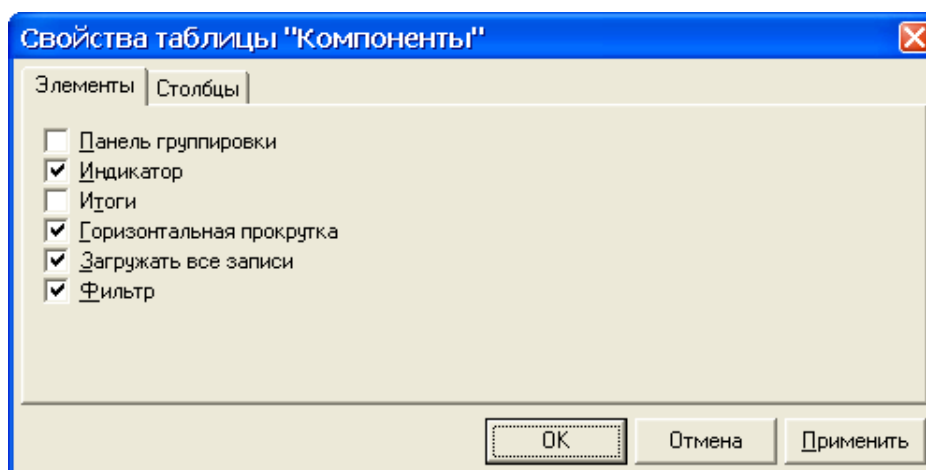 Свойства таблицы "Компоненты"
Элементы Столбцы
Панель группировки
Индикатор
Итоги
Горизонтальная прокрутка
Загружать все записи
Фильтр
OK Отмена Применить